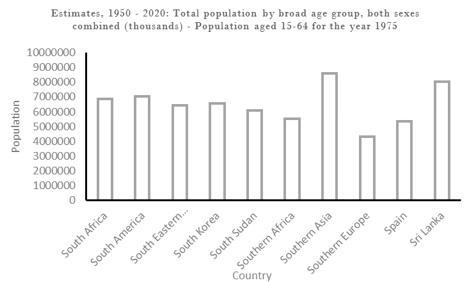 Estimates, 1950 - 2020: Total population by broad age group, both sexes
combined (thousands) - Population aged 15-64 for the year 1975
Population
10000000
9000000
8000000
7000000
6000000
5000000
4000000
3000000
2000000
1000000
0
South Africa
South America
South Eastern...
South Korea
South Sudan
Southern Africa
Southern Asia
Southern Europe
Spain
Sri Lanka
Country